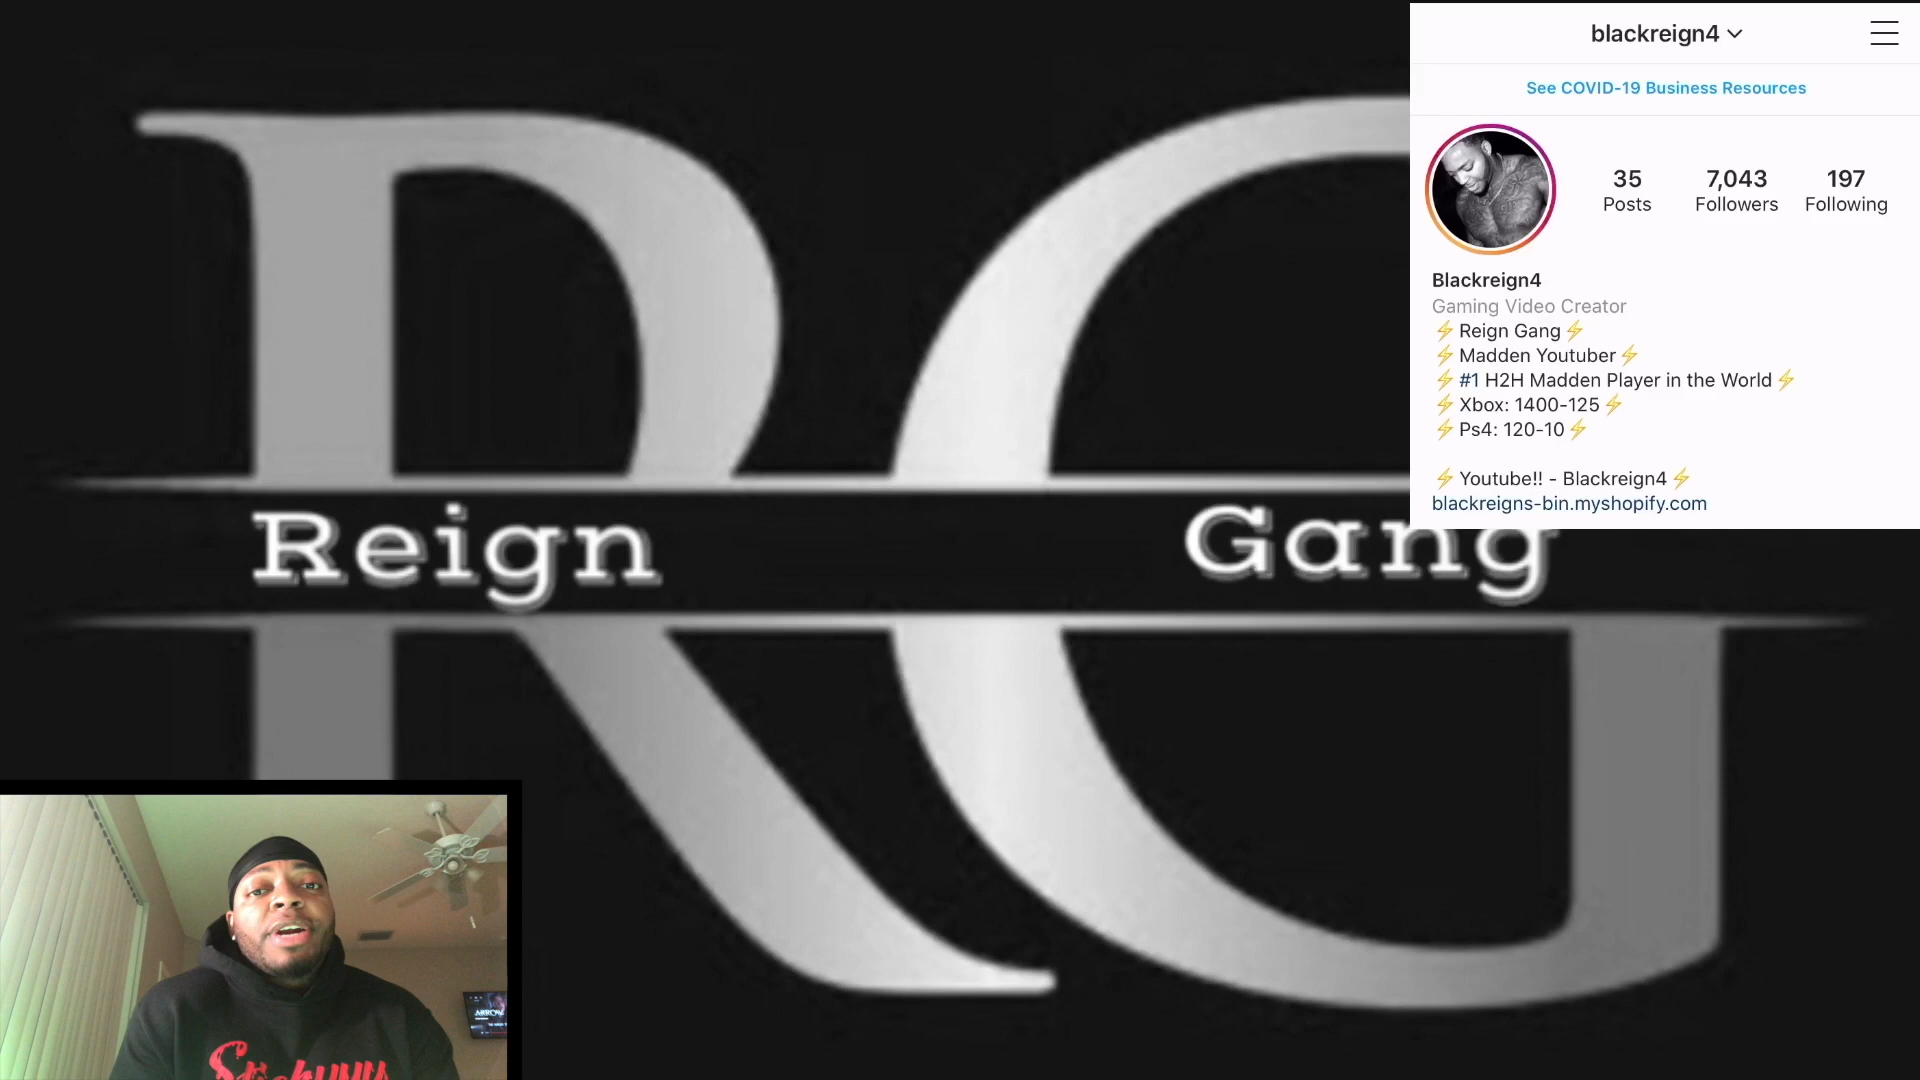 blackreign4
See COVID-19 Business Resources
35
Posts
7,043
Followers
197
Following
Blackreign4
Gaming Video Creator
⚡ Reign Gang ⚡
⚡ Madden Youtuber ⚡
⚡ #1 H2H Madden Player in the World ⚡
⚡ Xbox: 1400-125 ⚡
⚡ Ps4: 120-10 ⚡
⚡ Youtube!! - Blackreign4 ⚡
blackreigns-bin.myshopify.com
RG
Reign Gang
ARROW